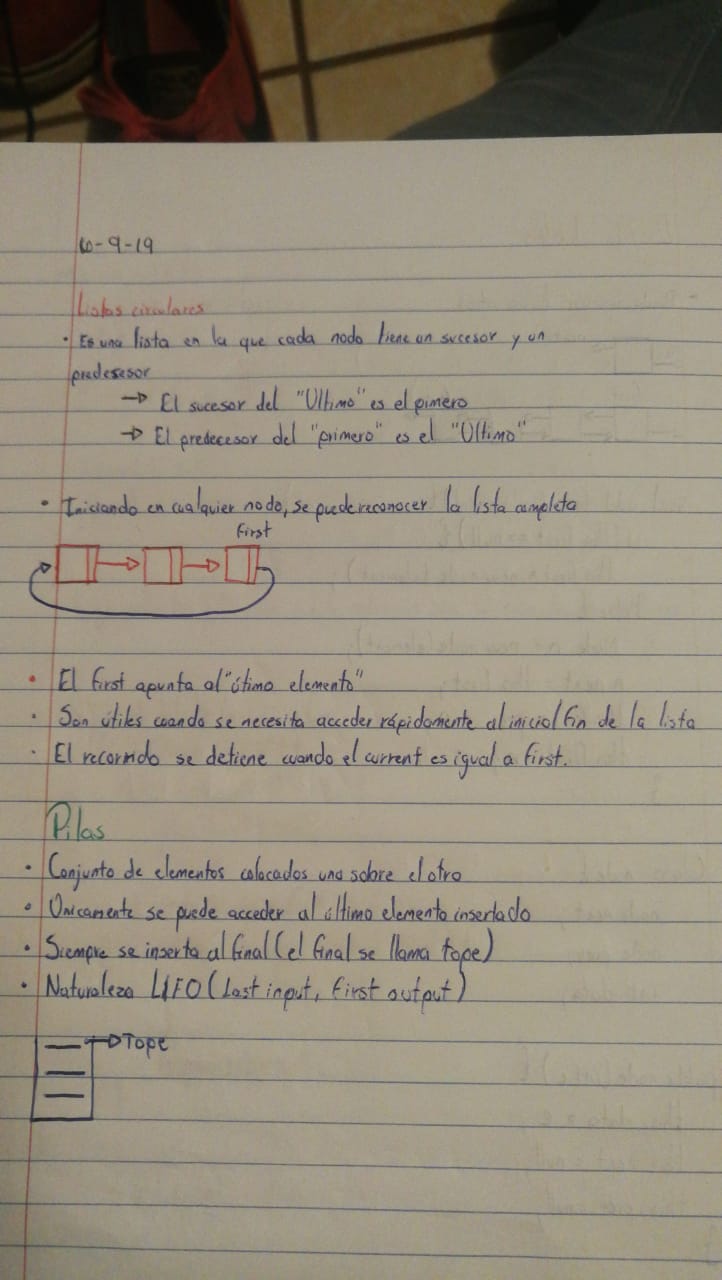 6-9-19
Listas circulares
• Es una lista en la que cada nodo tiene un sucesor y un
predesesor
→ El sucesor del "Ultimo" es el pimero
→ El predecesor del "primero" es el "Ultimo"
• Iniciando en cualquier nodo, se puede reconocer la lista completa
First
• El first apunta al "útimo elemento"
• Son utiles cuando se necesita acceder rápidamente al inicial fin de la lista
• El recorrido se detiene cuando el current es igual a first.
Pilas
• Conjunto de elementos colocados uno sobre el otro
• Unicamente se puede acceder al último elemento insertado
• Siempre se inserta al final (el final se llama tope)
• Naturaleza LIFO (Last input, first output)
→ Tope